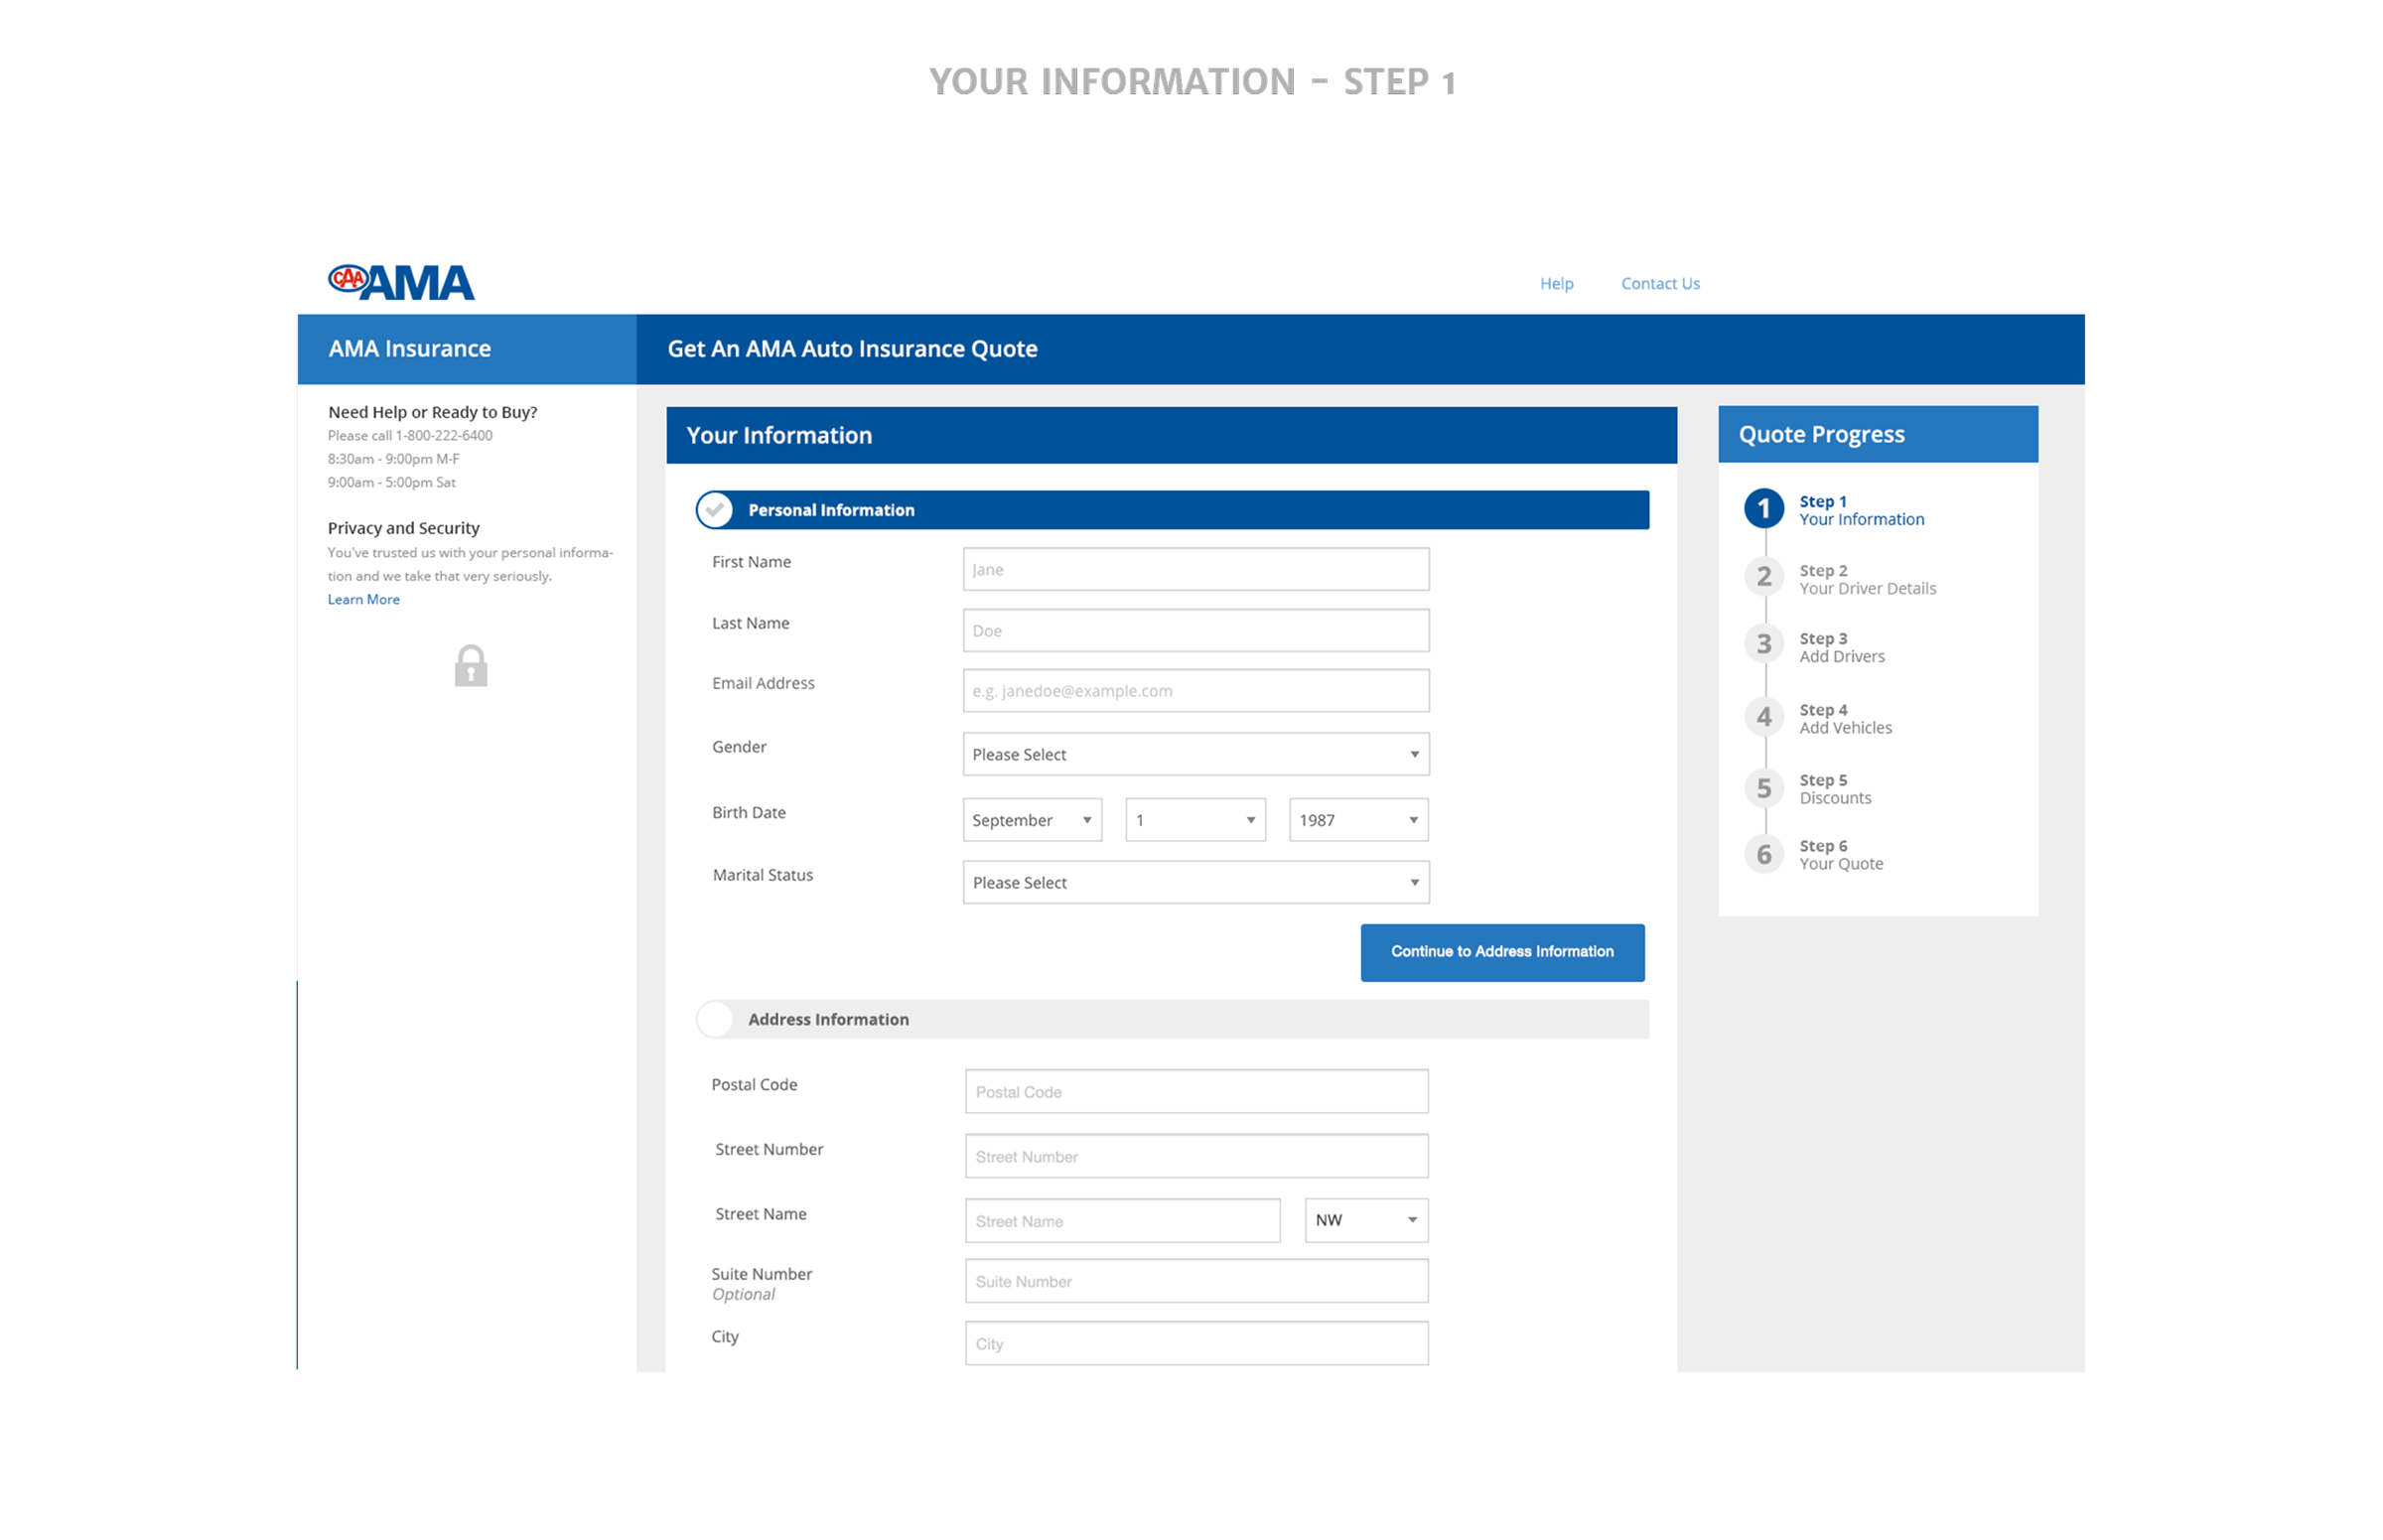 YOUR INFORMATION - STEP 1
CAA AMA
Help
Contact Us
AMA Insurance
Get An AMA Auto Insurance Quote
Need Help or Ready to Buy?
Please call 1-800-222-6400
8:30am - 9:00pm M-F
9:00am - 5:00pm Sat
Privacy and Security
You've trusted us with your personal informa-
tion and we take that very seriously.
Learn More
Your Information
Personal Information
First Name
Jane
Last Name
Doe
Email Address
e.g. janedoe@example.com
Gender
Please Select
Birth Date
September
1
1987
Marital Status
Please Select
Continue to Address Information
Address Information
Postal Code
Postal Code
Street Number
Street Number
Street Name
Street Name
NW
Suite Number
Optional
Suite Number
City
City
Quote Progress
1
Step 1
Your Information
2
Step 2
Your Driver Details
3
Step 3
Add Drivers
4
Step 4
Add Vehicles
5
Step 5
Discounts
6
Step 6
Your Quote